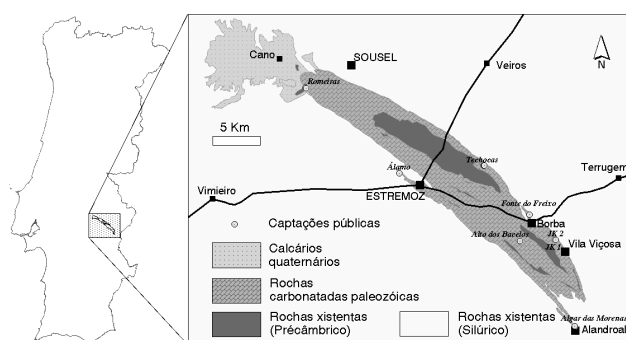 Cano
SOUSEL
Veiros
N
Romeiras
5 Km
Techocas
Álamo
Terrugem
ESTREMOZ
Vimieiro
Fonte do Freixo
Captações públicas
Borba
Alto dos Bacelos
JK 2
JK 1
Vila Viçosa
Calcários
quaternários
Rochas
carbonatadas paleozóicas
Algar das Morenas
Rochas xistentas
(Précâmbrico)
Rochas xistentas
(Silúrico)
Alandroal